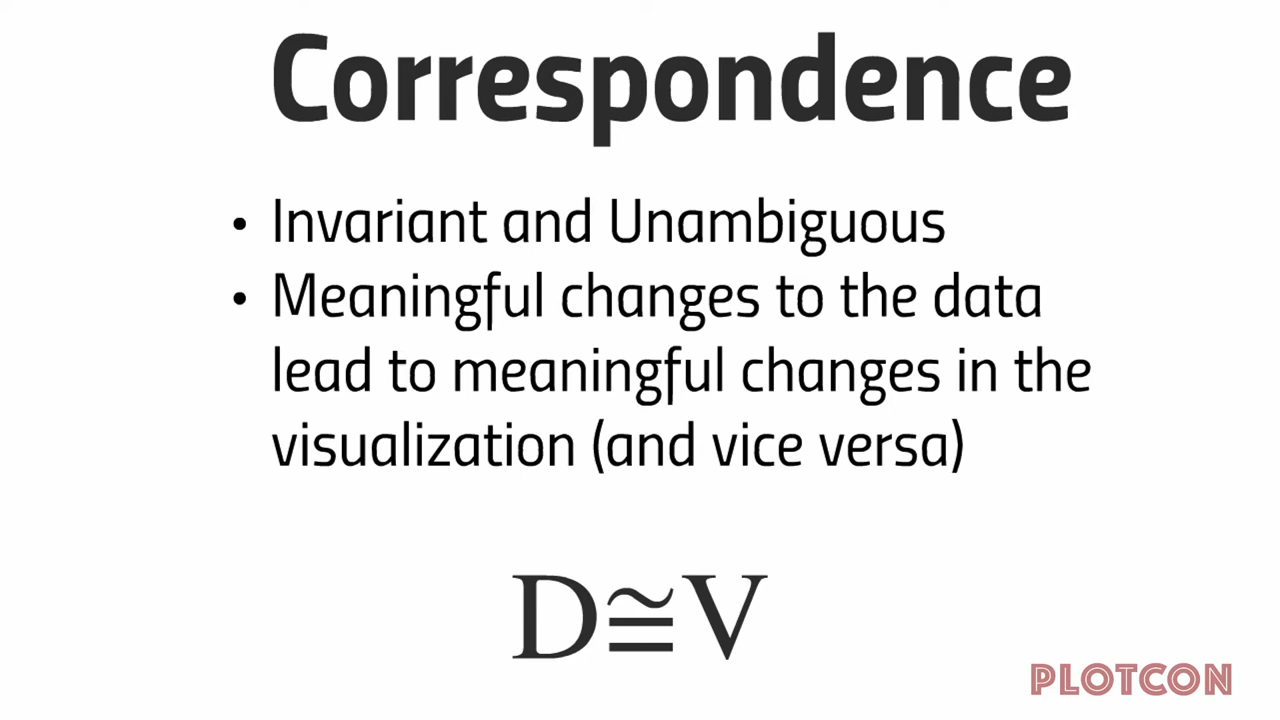 Correspondence
• Invariant and Unambiguous
• Meaningful changes to the data
lead to meaningful changes in the
visualization (and vice versa)
D≅V
PLOTCON